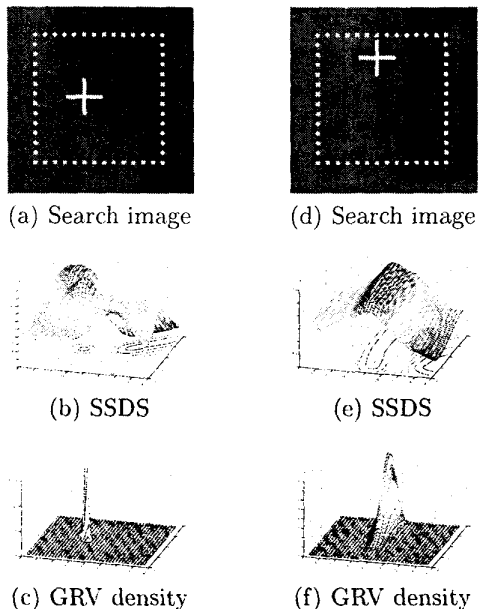 (a) Search image
(d) Search image
(b) SSDS
(e) SSDS
(c) GRV density
(f) GRV density